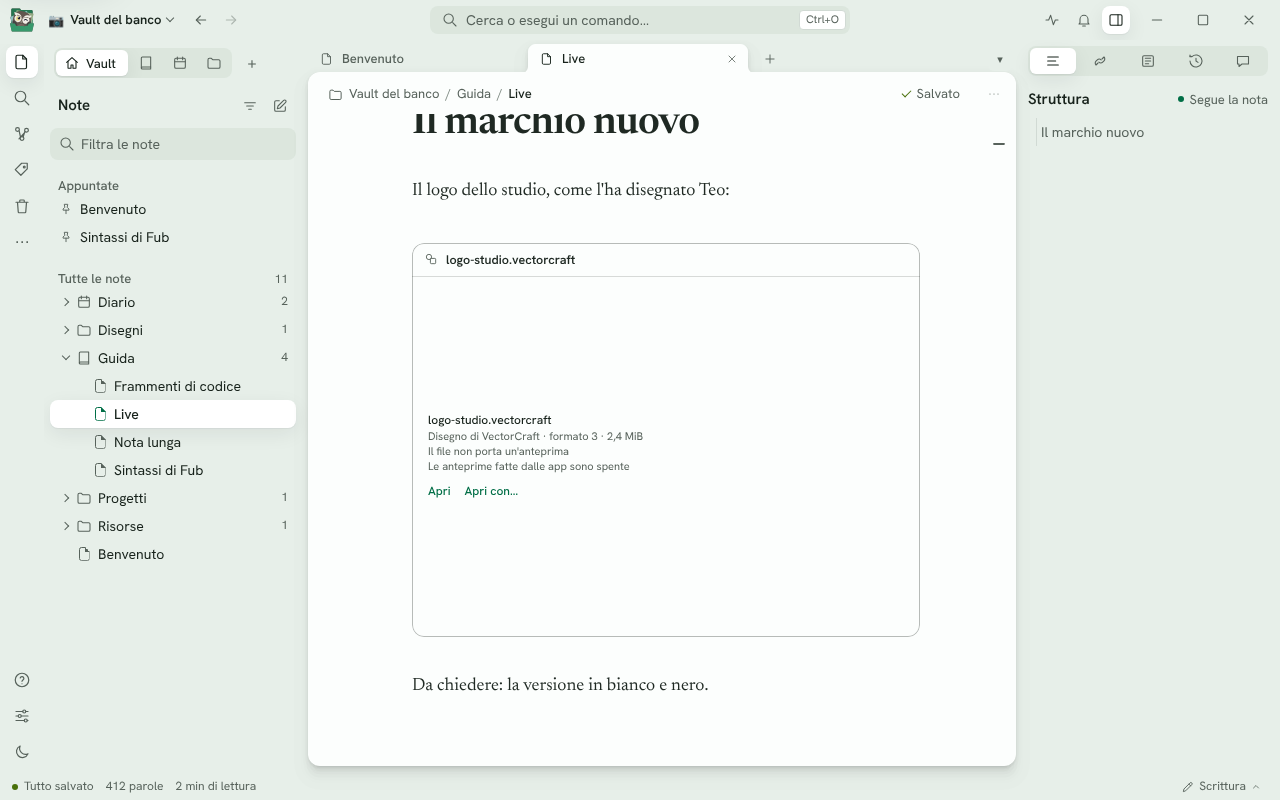 Vault del banco
Cerca o esegui un comando…
Ctrl+O
Vault
Note
Filtra le note
Appuntate
Benvenuto
Sintassi di Fub
Tutte le note 11
Diario 2
Disegni 1
Guida 4
Frammenti di codice
Live
Nota lunga
Sintassi di Fub
Progetti 1
Risorse 1
Benvenuto
Benvenuto
Live
Vault del banco / Guida / Live
Salvato
Il marchio nuovo
Il logo dello studio, come l'ha disegnato Teo:
logo-studio.vectorcraft
logo-studio.vectorcraft
Disegno di VectorCraft · formato 3 · 2,4 MiB
Il file non porta un'anteprima
Le anteprime fatte dalle app sono spente
Apri Apri con…
Da chiedere: la versione in bianco e nero.
Struttura
Segue la nota
Il marchio nuovo
Tutto salvato 412 parole 2 min di lettura
Scrittura